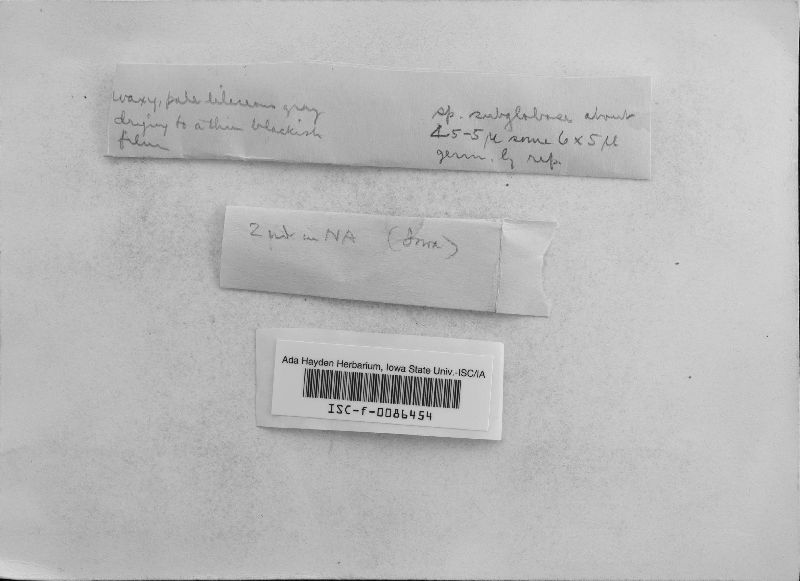 waxy, pale lilaceous gray
drying to a thin blackish
film
sp. subglobose about
4.5-5 μ some 6 x 5 μ
germ. by rep.
2nd in NA (Iowa)
Ada Hayden Herbarium, Iowa State Univ.-ISC/IA
ISC-f-0086454